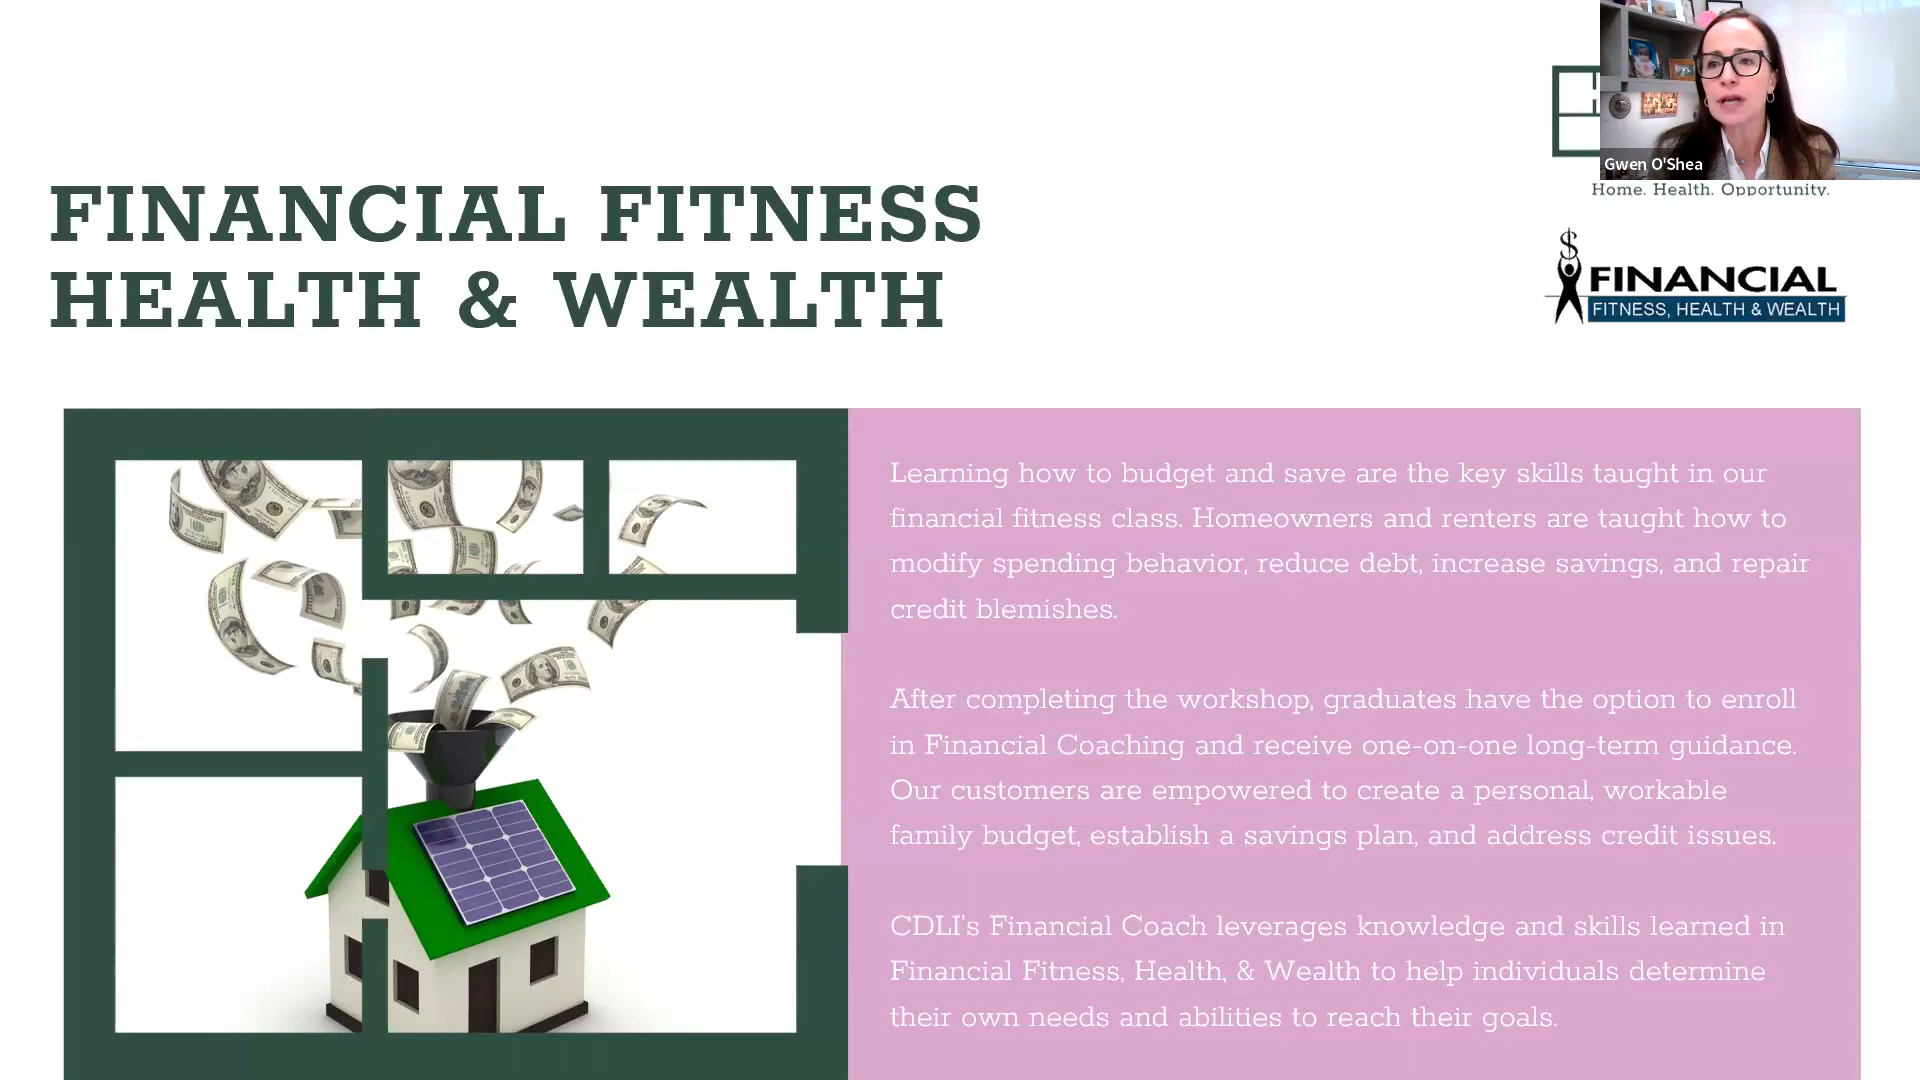 Gwen O'Shea
Home. Health. Opportunity.
FINANCIAL FITNESS
HEALTH & WEALTH
$
FINANCIAL
FITNESS, HEALTH & WEALTH
Learning how to budget and save are the key skills taught in our
financial fitness class. Homeowners and renters are taught how to
modify spending behavior, reduce debt, increase savings, and repair
credit blemishes.
After completing the workshop, graduates have the option to enroll
in Financial Coaching and receive one-on-one long-term guidance.
Our customers are empowered to create a personal, workable
family budget, establish a savings plan, and address credit issues.
CDLI's Financial Coach leverages knowledge and skills learned in
Financial Fitness, Health, & Wealth to help individuals determine
their own needs and abilities to reach their goals.